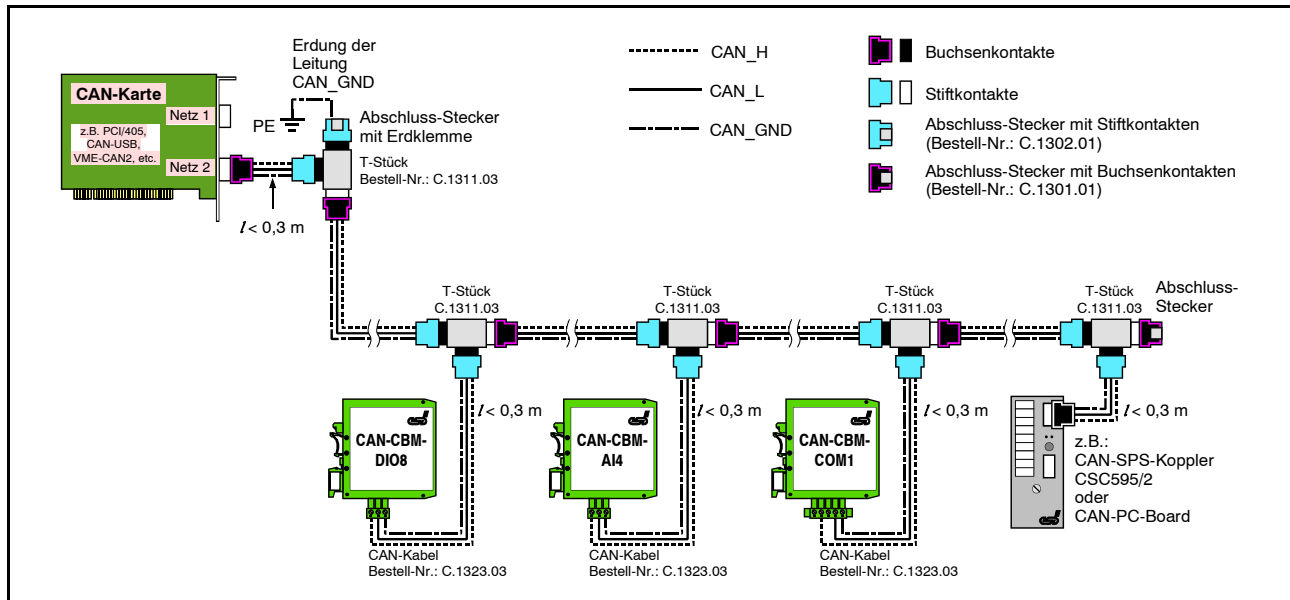 CAN-Karte
z.B. PCI/405,
CAN-USB,
VME-CAN2, etc.
Netz 1
Netz 2
Erdung der
Leitung
CAN_GND
PE
Abschluss-Stecker
mit Erdklemme
T-Stück
Bestell-Nr.: C.1311.03
l < 0,3 m
CAN_H
CAN_L
CAN_GND
Buchsenkontakte
Stiftkontakte
Abschluss-Stecker mit Stiftkontakten
(Bestell-Nr.: C.1302.01)
Abschluss-Stecker mit Buchsenkontakten
(Bestell-Nr.: C.1301.01)
T-Stück
C.1311.03
T-Stück
C.1311.03
T-Stück
C.1311.03
T-Stück
C.1311.03
Abschluss-
Stecker
l < 0,3 m
l < 0,3 m
l < 0,3 m
l < 0,3 m
esd
CAN-CBM-
DIO8
esd
CAN-CBM-
AI4
esd
CAN-CBM-
COM1
z.B.:
CAN-SPS-Koppler
CSC595/2
oder
CAN-PC-Board
esd
CAN-Kabel
Bestell-Nr.: C.1323.03
CAN-Kabel
Bestell-Nr.: C.1323.03
CAN-Kabel
Bestell-Nr.: C.1323.03